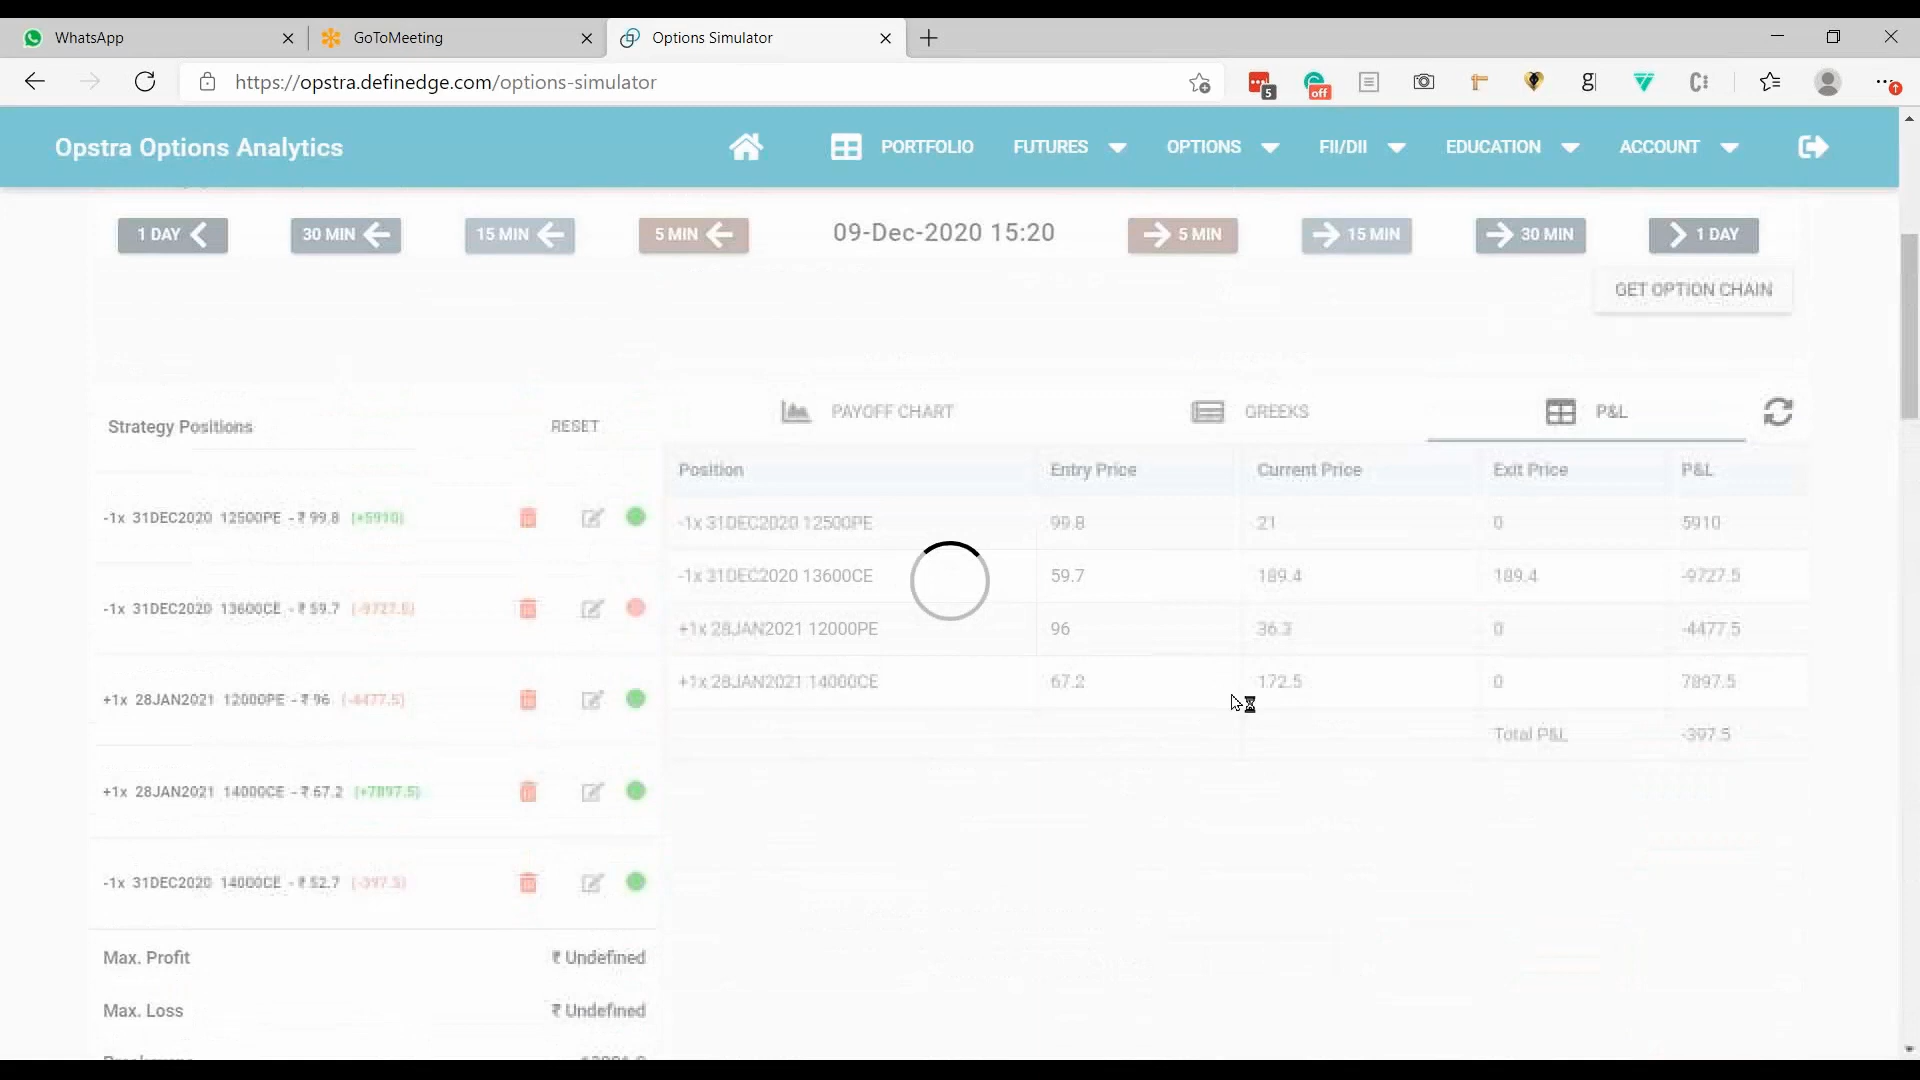 WhatsApp
GoToMeeting
Options Simulator
https://opstra.definedge.com/options-simulator
5
off
g
Opstra Options Analytics
PORTFOLIO
FUTURES
OPTIONS
FII/DII
EDUCATION
ACCOUNT
1 DAY
30 MIN
15 MIN
5 MIN
09-Dec-2020 15:20
5 MIN
15 MIN
30 MIN
1 DAY
GET OPTION CHAIN
Strategy Positions RESET
-1x 31DEC2020 12500PE - ₹ 99.8 (+5910)
-1x 31DEC2020 13600CE - ₹ 59.7 (-9727.5)
+1x 28JAN2021 12000PE - ₹ 96 (-4477.5)
+1x 28JAN2021 14000CE - ₹ 67.2 (+7897.5)
-1x 31DEC2020 14000CE - ₹ 52.7 (-397.5)
Max. Profit ₹ Undefined
Max. Loss ₹ Undefined
PAYOFF CHART GREEKS P&L
Position Entry Price Current Price Exit Price P&L
-1x 31DEC2020 12500PE 99.8 21 0 5910
-1x 31DEC2020 13600CE 59.7 189.4 189.4 -9727.5
+1x 28JAN2021 12000PE 96 36.3 0 -4477.5
+1x 28JAN2021 14000CE 67.2 172.5 0 7897.5
Total P&L -397.5